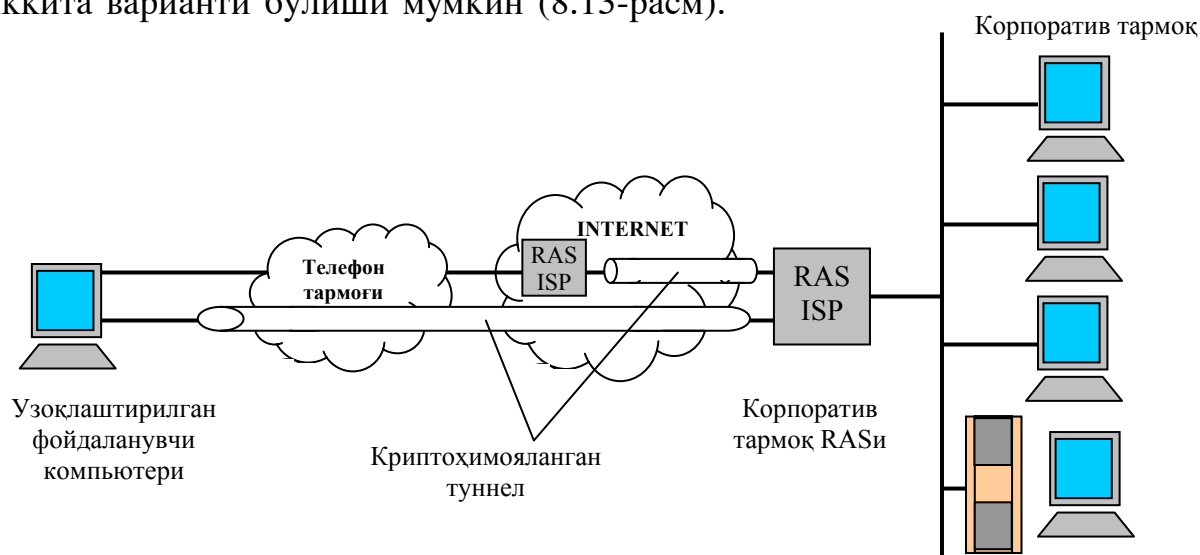 иккита варианти бўлиши мумкин (8.13-расм).
Корпоратив тармоқ
INTERNET
RAS
ISP
Телефон
тармоғи
RAS
ISP
Узоқлаштирилган
фойдаланувчи
компьютери
Криптоҳимояланган
туннел
Корпоратив
тармоқ RASи